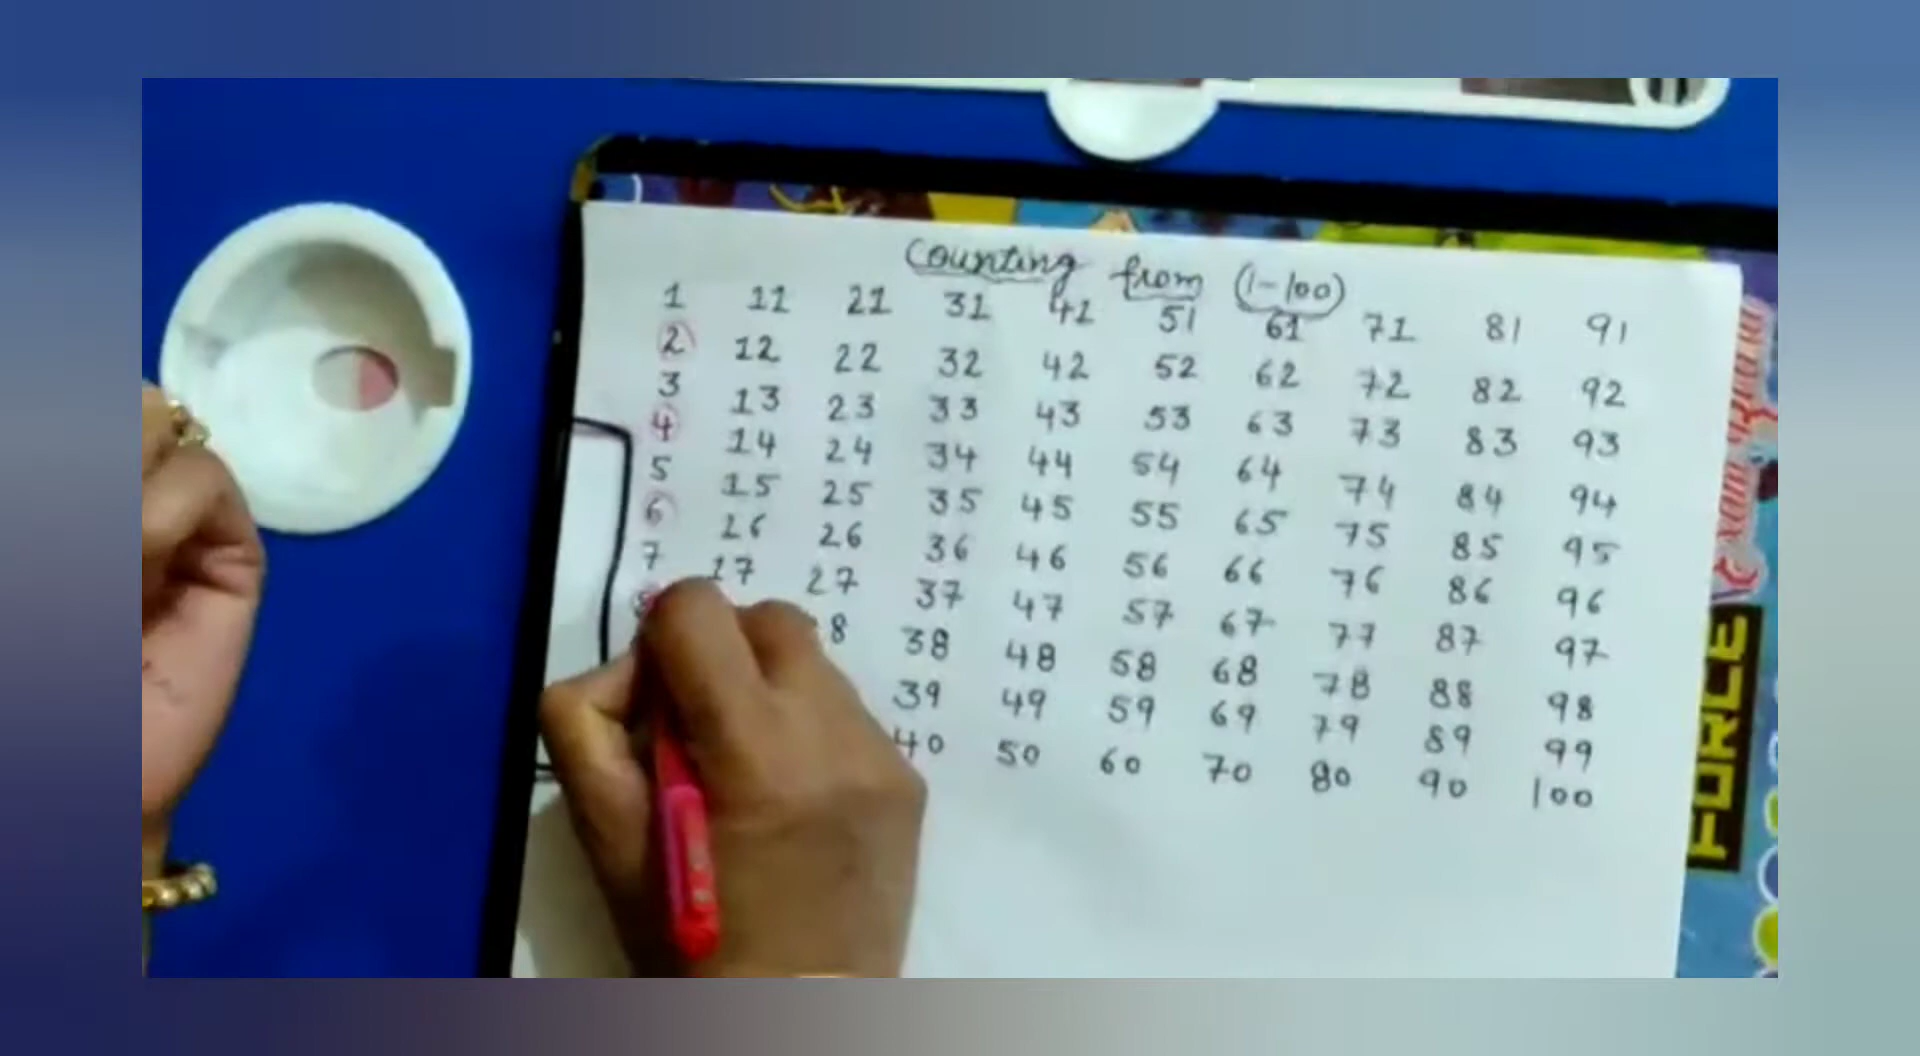 Counting from (1-100)
1 11 21 31 41 51 61 71 81 91
2 12 22 32 42 52 62 72 82 92
3 13 23 33 43 53 63 73 83 93
4 14 24 34 44 54 64 74 84 94
5 15 25 35 45 55 65 75 85 95
6 16 26 36 46 56 66 76 86 96
7 17 27 37 47 57 67 77 87 97
8 38 48 58 68 78 88 98
39 49 59 69 79 89 99
40 50 60 70 80 90 100
FORCE